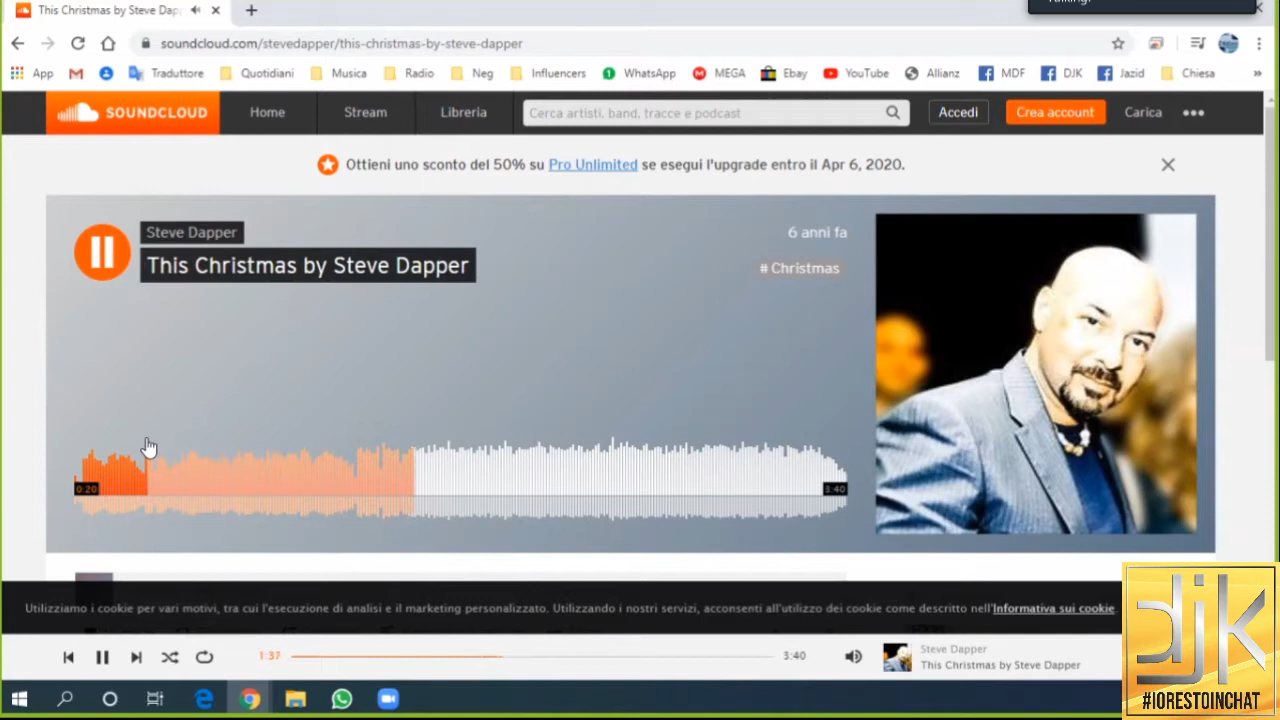 This Christmas by Steve Dap
soundcloud.com/stevedapper/this-christmas-by-steve-dapper
App Traduttore Quotidiani Musica Radio Neg Influencers WhatsApp MEGA Ebay YouTube Allianz MDF DJK Jazid Chiesa »
SOUNDCLOUD Home Stream Libreria Cerca artisti, band, tracce e podcast Accedi Crea account Carica
Ottieni uno sconto del 50% su Pro Unlimited se esegui l'upgrade entro il Apr 6, 2020.
Steve Dapper 6 anni fa
This Christmas by Steve Dapper # Christmas
0:20 3:40
Utilizziamo i cookie per vari motivi, tra cui l'esecuzione di analisi e il marketing personalizzato. Utilizzando i nostri servizi, acconsenti all'utilizzo dei cookie come descritto nell'Informativa sui cookie
1:37 3:40 Steve Dapper
This Christmas by Steve Dapper
djk
#IORESTOINCHAT